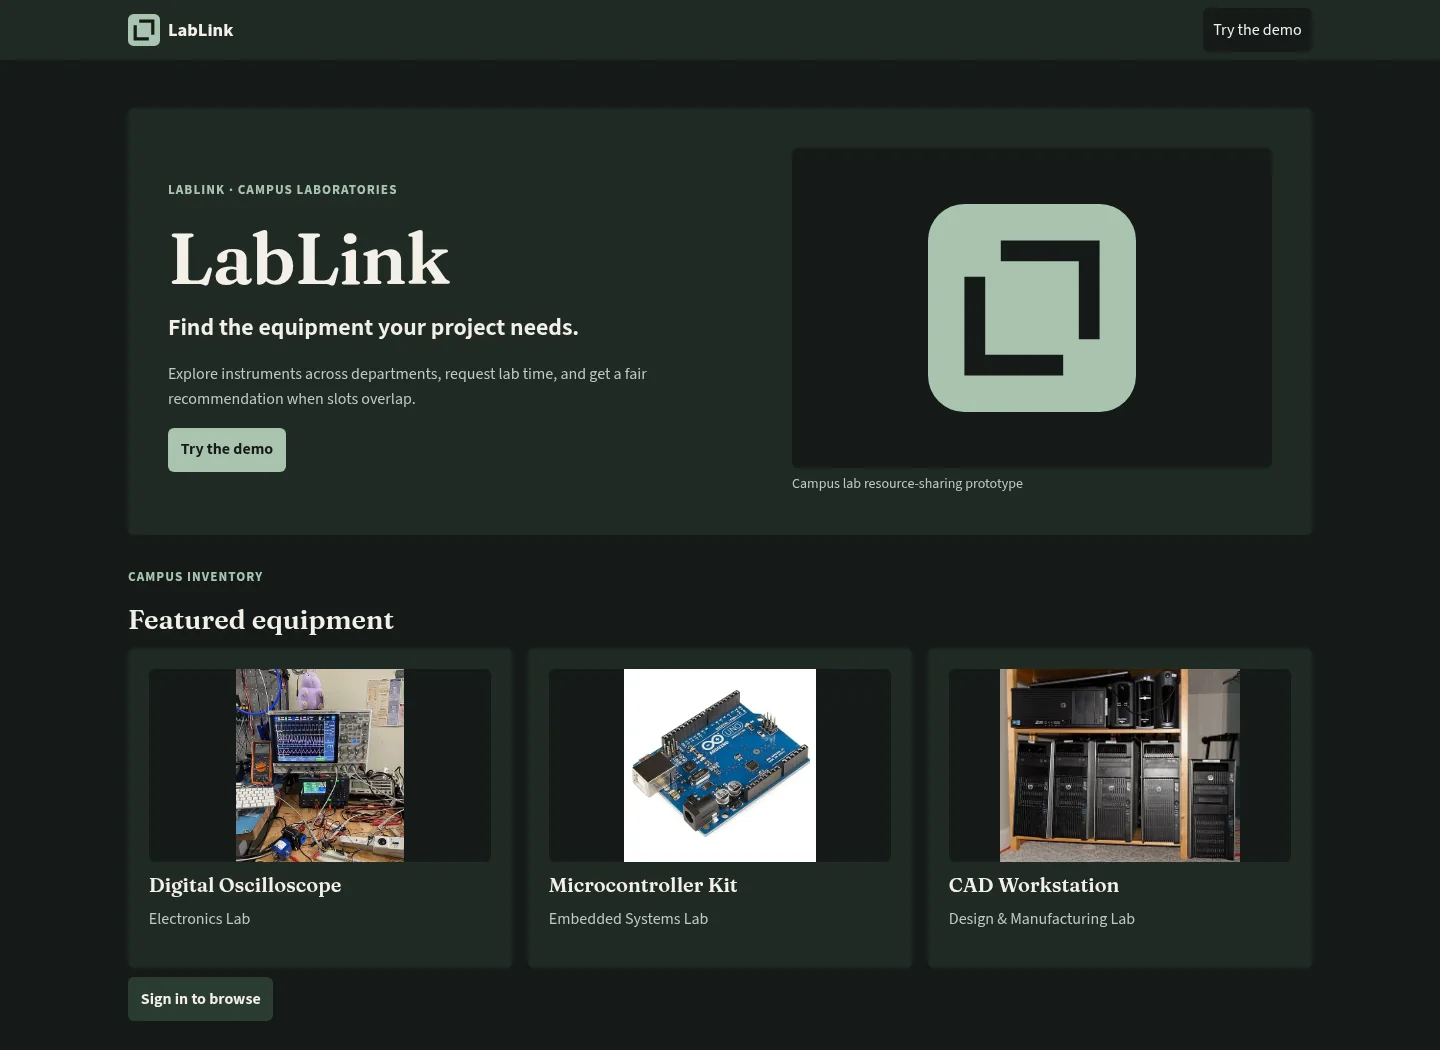 LabLink
Try the demo
LABLINK · CAMPUS LABORATORIES
LabLink
Find the equipment your project needs.
Explore instruments across departments, request lab time, and get a fair
recommendation when slots overlap.
Try the demo
Campus lab resource-sharing prototype
CAMPUS INVENTORY
Featured equipment
UNO
ARDUINO
Digital Oscilloscope
Electronics Lab
Microcontroller Kit
Embedded Systems Lab
CAD Workstation
Design & Manufacturing Lab
Sign in to browse